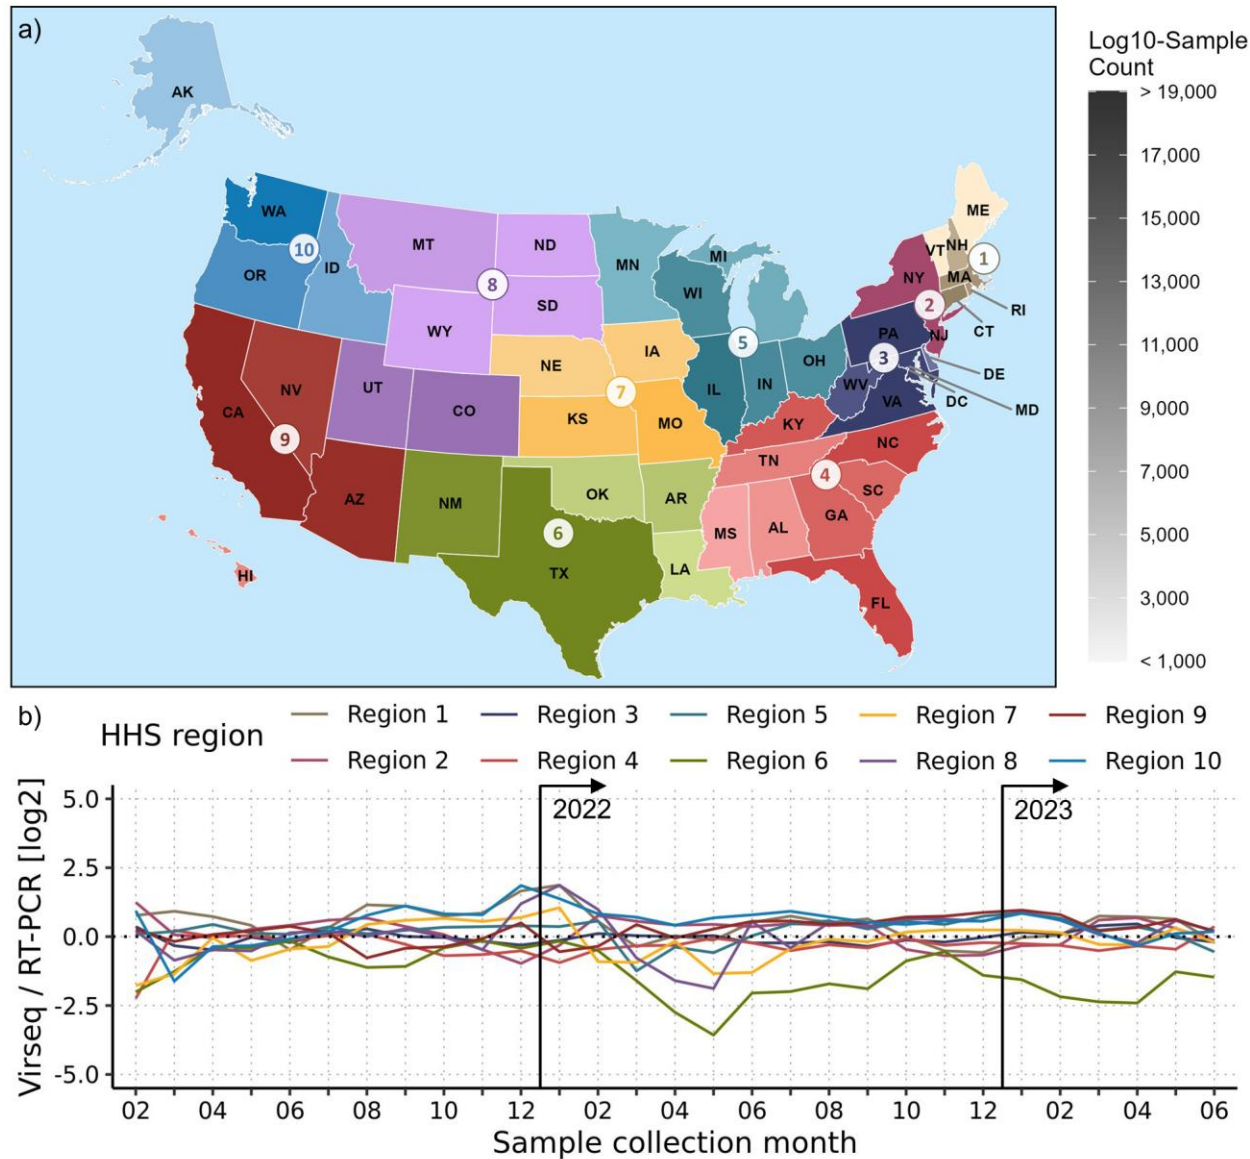 a)
Log10-Sample
Count
> 19,000
17,000
15,000
13,000
11,000
9,000
7,000
5,000
3,000
< 1,000
AK
WA
OR
ID
10
MT
ND
SD
WY
8
MN
WI
MI
IL
IN
OH
5
ME
VT
NH
MA
RI
CT
1
NY
NJ
2
PA
WV
VA
DE
DC
MD
3
CA
NV
AZ
HI
9
UT
CO
NE
IA
KS
MO
7
NM
OK
AR
TX
LA
6
KY
TN
NC
SC
MS
AL
GA
FL
4
b)
HHS region
Region 1
Region 3
Region 5
Region 7
Region 9
Region 2
Region 4
Region 6
Region 8
Region 10
Virseq / RT-PCR [log2]
5.0
2.5
0.0
-2.5
-5.0
2022
2023
02 04 06 08 10 12 02 04 06 08 10 12 02 04 06
Sample collection month